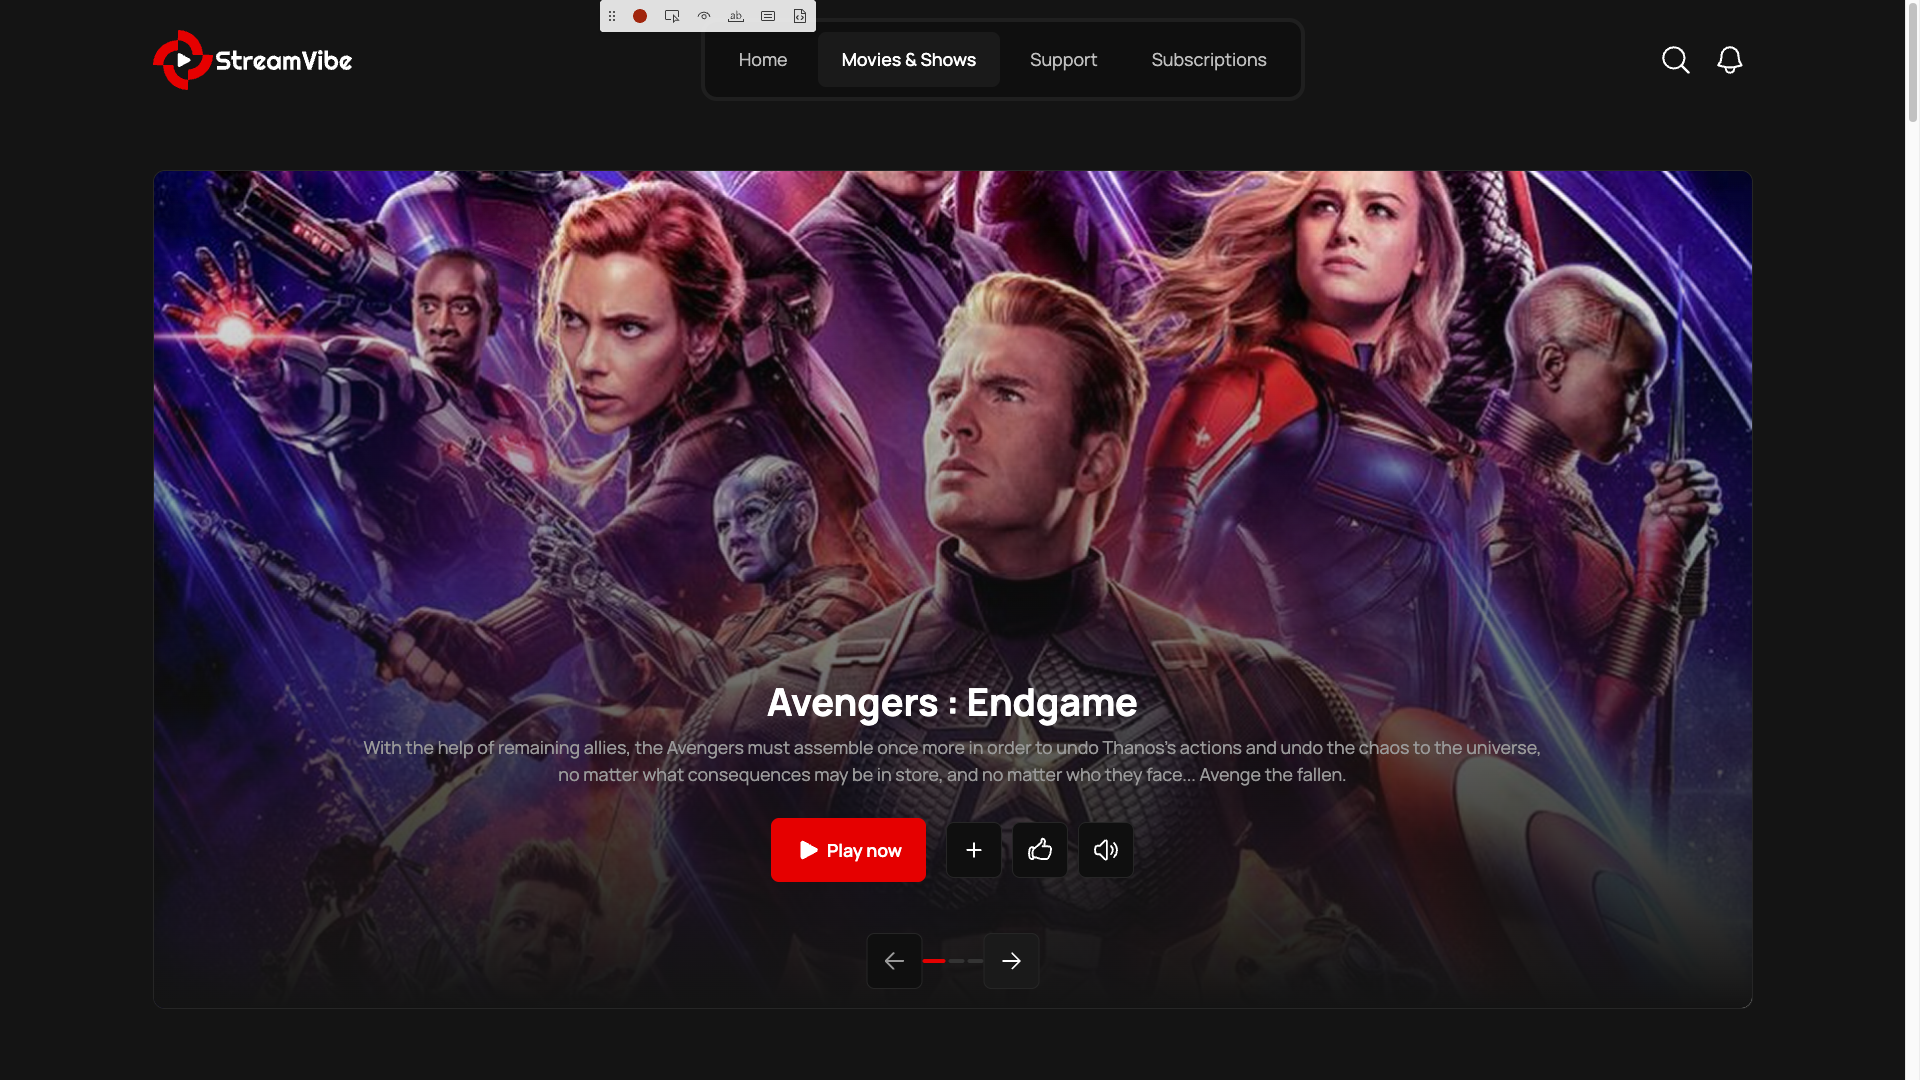 StreamVibe
ab
Home
Movies & Shows
Support
Subscriptions
Avengers : Endgame
With the help of remaining allies, the Avengers must assemble once more in order to undo Thanos's actions and undo the chaos to the universe,
no matter what consequences may be in store, and no matter who they face... Avenge the fallen.
Play now